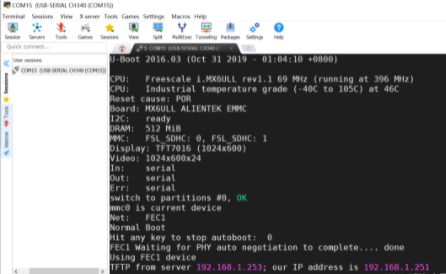 COM15 (USB-SERIAL CH340 (COM15))
Terminal Sessions View X server Tools Games Settings Macros Help
Session Servers Tools Games Sessions View Split MultiExec Tunneling Packages Settings Help
Quick connect...
5. COM15 (USB-SERIAL CH340 (
User sessions
COM15 (USB-SERIAL CH340 (COM15))
Sessions
Tools
Macros
U-Boot 2016.03 (Oct 31 2019 - 01:04:10 +0800)
CPU: Freescale i.MX6ULL rev1.1 69 MHz (running at 396 MHz)
CPU: Industrial temperature grade (-40C to 105C) at 46C
Reset cause: POR
Board: MX6ULL ALIENTEK EMMC
I2C: ready
DRAM: 512 MiB
MMC: FSL_SDHC: 0, FSL_SDHC: 1
Display: TFT7016 (1024x600)
Video: 1024x600x24
In: serial
Out: serial
Err: serial
switch to partitions #0, OK
mmc0 is current device
Net: FEC1
Normal Boot
Hit any key to stop autoboot: 0
FEC1 Waiting for PHY auto negotiation to complete.... done
Using FEC1 device
TFTP from server 192.168.1.253; our IP address is 192.168.1.251